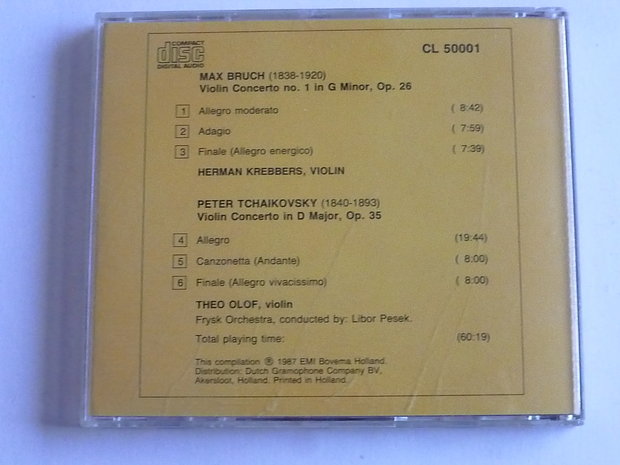 COMPACT
disc
DIGITAL AUDIO
CL 50001
MAX BRUCH (1838-1920)
Violin Concerto no. 1 in G Minor, Op. 26
1 Allegro moderato ( 8:42)
2 Adagio ( 7:59)
3 Finale (Allegro energico) ( 7:39)
HERMAN KREBBERS, VIOLIN
PETER TCHAIKOVSKY (1840-1893)
Violin Concerto in D Major, Op. 35
4 Allegro (19:44)
5 Canzonetta (Andante) ( 8:00)
6 Finale (Allegro vivacissimo) ( 8:00)
THEO OLOF, violin
Frysk Orchestra, conducted by: Libor Pesek.
Total playing time: (60:19)
This compilation ℗ 1987 EMI Bovema Holland.
Distribution: Dutch Gramophone Company BV,
Akersloot, Holland. Printed in Holland.